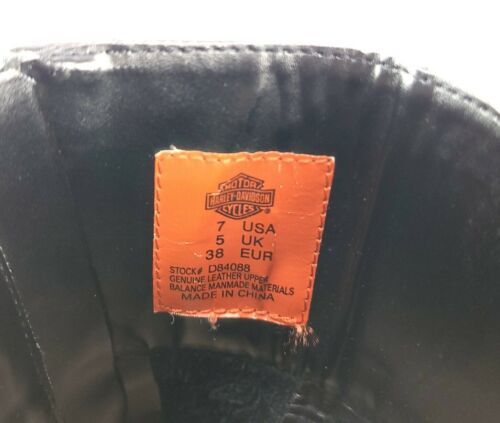 MOTOR
HARLEY-DAVIDSON
CYCLES
7 USA
5 UK
38 EUR
STOCK# D84088
GENUINE LEATHER UPPER
BALANCE MANMADE MATERIALS
MADE IN CHINA